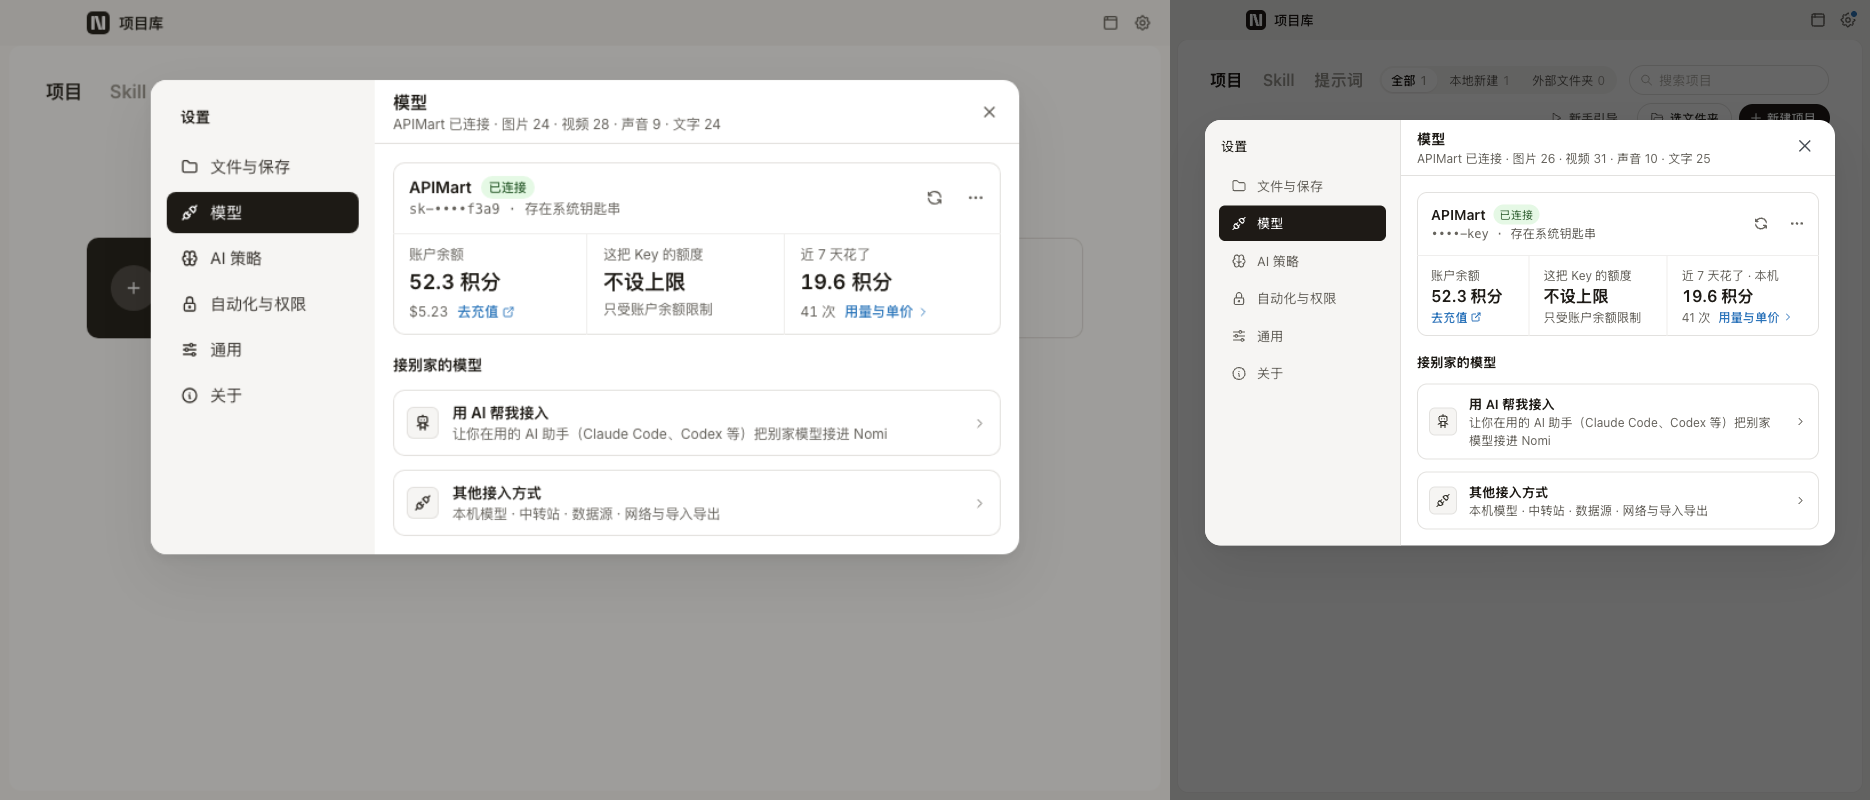 项目库
项目 Skill
设置
文件与保存
模型
AI 策略
自动化与权限
通用
关于
模型
APIMart 已连接 · 图片 24 · 视频 28 · 声音 9 · 文字 24
APIMart 已连接
sk-••••f3a9 · 存在系统钥匙串
账户余额
52.3 积分
$5.23 去充值
这把 Key 的额度
不设上限
只受账户余额限制
近 7 天花了
19.6 积分
41 次 用量与单价
接别家的模型
用 AI 帮我接入
让你在用的 AI 助手（Claude Code、Codex 等）把别家模型接进 Nomi
其他接入方式
本机模型 · 中转站 · 数据源 · 网络与导入导出
项目库
项目 Skill 提示词 全部 1 本地新建 1 外部文件夹 0 搜索项目
新手引导 选文件夹 新建项目
设置
文件与保存
模型
AI 策略
自动化与权限
通用
关于
模型
APIMart 已连接 · 图片 26 · 视频 31 · 声音 10 · 文字 25
APIMart 已连接
••••-key · 存在系统钥匙串
账户余额
52.3 积分
去充值
这把 Key 的额度
不设上限
只受账户余额限制
近 7 天花了 · 本机
19.6 积分
41 次 用量与单价
接别家的模型
用 AI 帮我接入
让你在用的 AI 助手（Claude Code、Codex 等）把别家
模型接进 Nomi
其他接入方式
本机模型 · 中转站 · 数据源 · 网络与导入导出